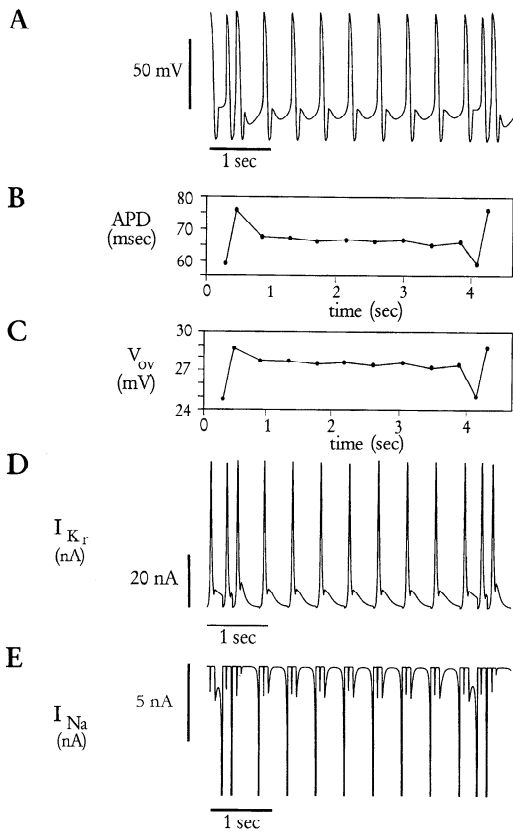 A
50 mV
1 sec
B
APD
(msec)
80
70
60
0 1 2 3 4
time (sec)
C
V ov
(mV)
30
27
24
0 1 2 3 4
time (sec)
D
I Kr
(nA)
20 nA
1 sec
E
I Na
(nA)
5 nA
1 sec